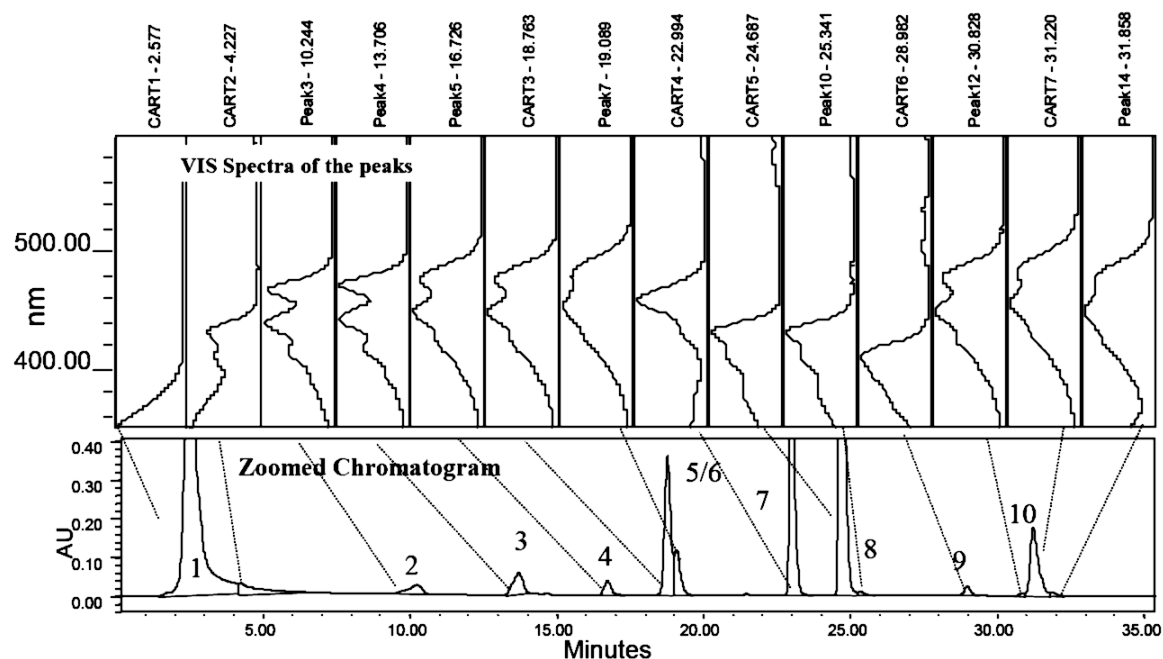 CART1 - 2.577
CART2 - 4.227
Peak3 - 10.244
Peak4 - 13.706
Peak5 - 16.726
CART3 - 18.763
Peak7 - 19.089
CART4 - 22.994
CART5 - 24.687
Peak10 - 25.341
CART6 - 28.982
Peak12 - 30.828
CART7 - 31.220
Peak14 - 31.858
VIS Spectra of the peaks
500.00
nm
400.00
Zoomed Chromatogram
0.40
0.30
0.20
0.10
0.00
AU
1
2
3
4
5/6
7
8
9
10
5.00
10.00
15.00
20.00
25.00
30.00
35.00
Minutes